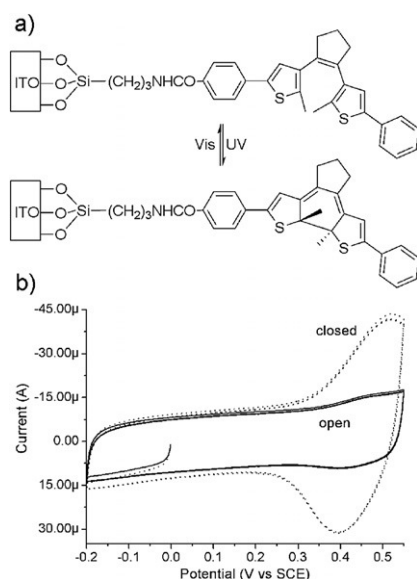 a)
ITO
O
O
O
Si
(CH2)3NHCO
S
S
Vis
UV
ITO
O
O
O
Si
(CH2)3NHCO
S
S
b)
-45.00µ
-30.00µ
-15.00µ
0.00
15.00µ
30.00µ
Current (A)
closed
open
-0.2 -0.1 0.0 0.1 0.2 0.3 0.4 0.5
Potential (V vs SCE)